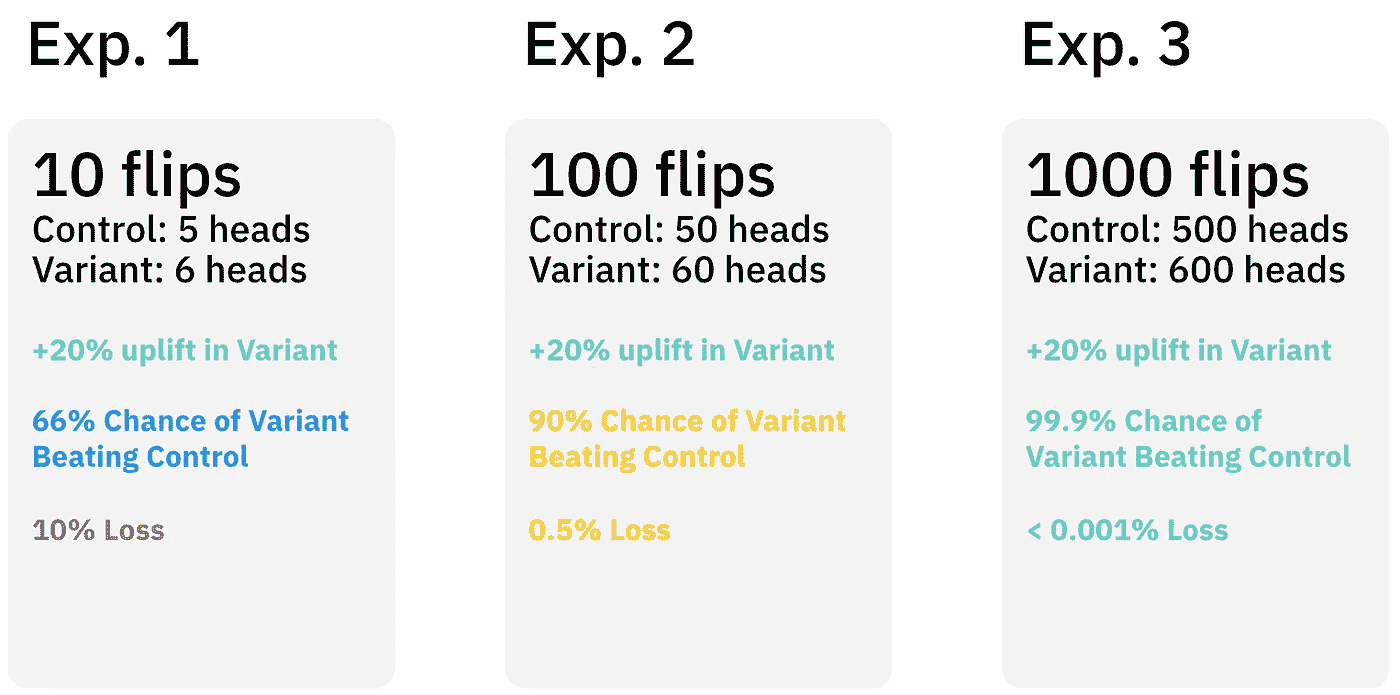 Exp. 1
10 flips
Control: 5 heads
Variant: 6 heads
+20% uplift in Variant
66% Chance of Variant
Beating Control
10% Loss
Exp. 2
100 flips
Control: 50 heads
Variant: 60 heads
+20% uplift in Variant
90% Chance of Variant
Beating Control
0.5% Loss
Exp. 3
1000 flips
Control: 500 heads
Variant: 600 heads
+20% uplift in Variant
99.9% Chance of
Variant Beating Control
< 0.001% Loss